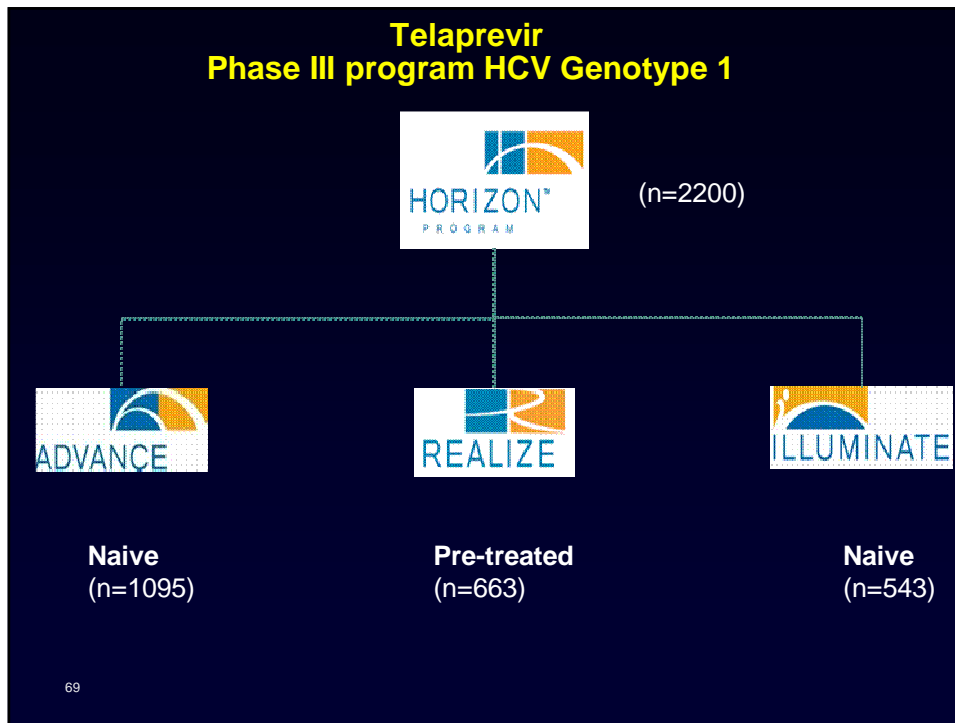 Telaprevir
Phase III program HCV Genotype 1
HORIZON™
PROGRAM
(n=2200)
ADVANCE
REALIZE
ILLUMINATE
Naive
(n=1095)
Pre-treated
(n=663)
Naive
(n=543)
69